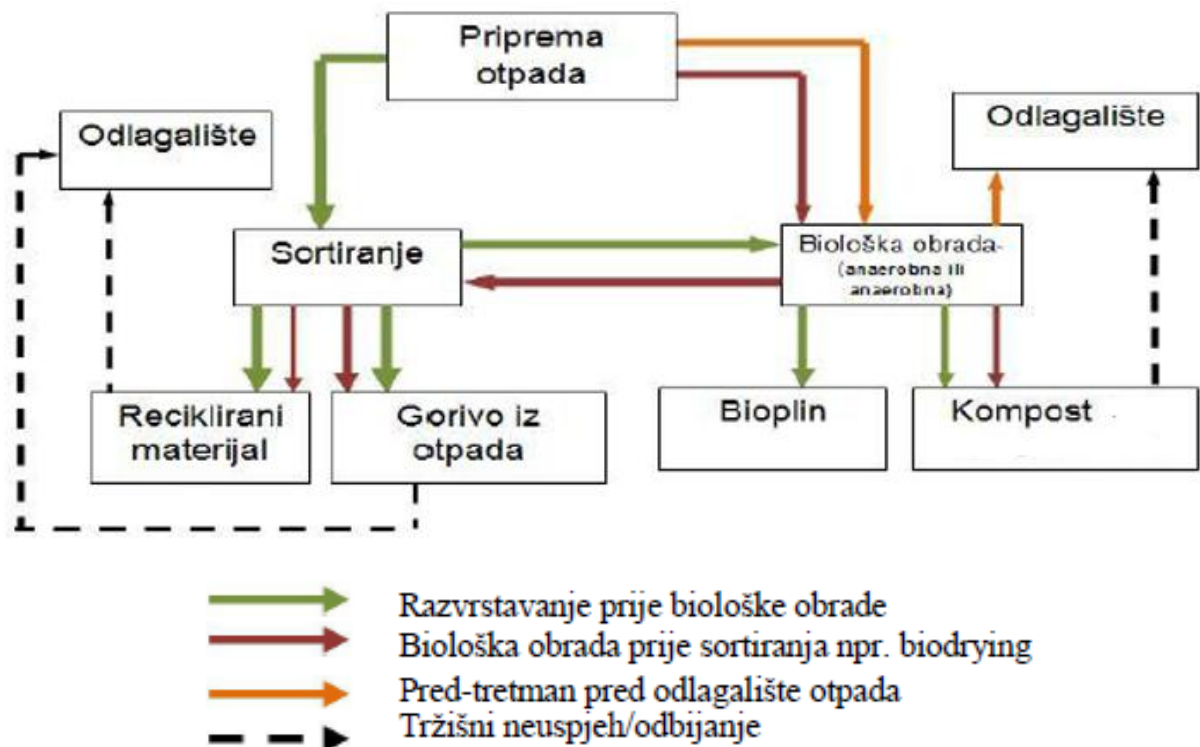 Priprema
otpada
Odlagalište
Odlagalište
Sortiranje
Biološka obrada-
(anaerobna ili
anaerobna)
Reciklirani
materijal
Gorivo iz
otpada
Bioplin
Kompost
Razvrstavanje prije biološke obrade
Biološka obrada prije sortiranja npr. biodrying
Pred-tretman pred odlagalište otpada
Tržišni neuspjeh/odbijanje